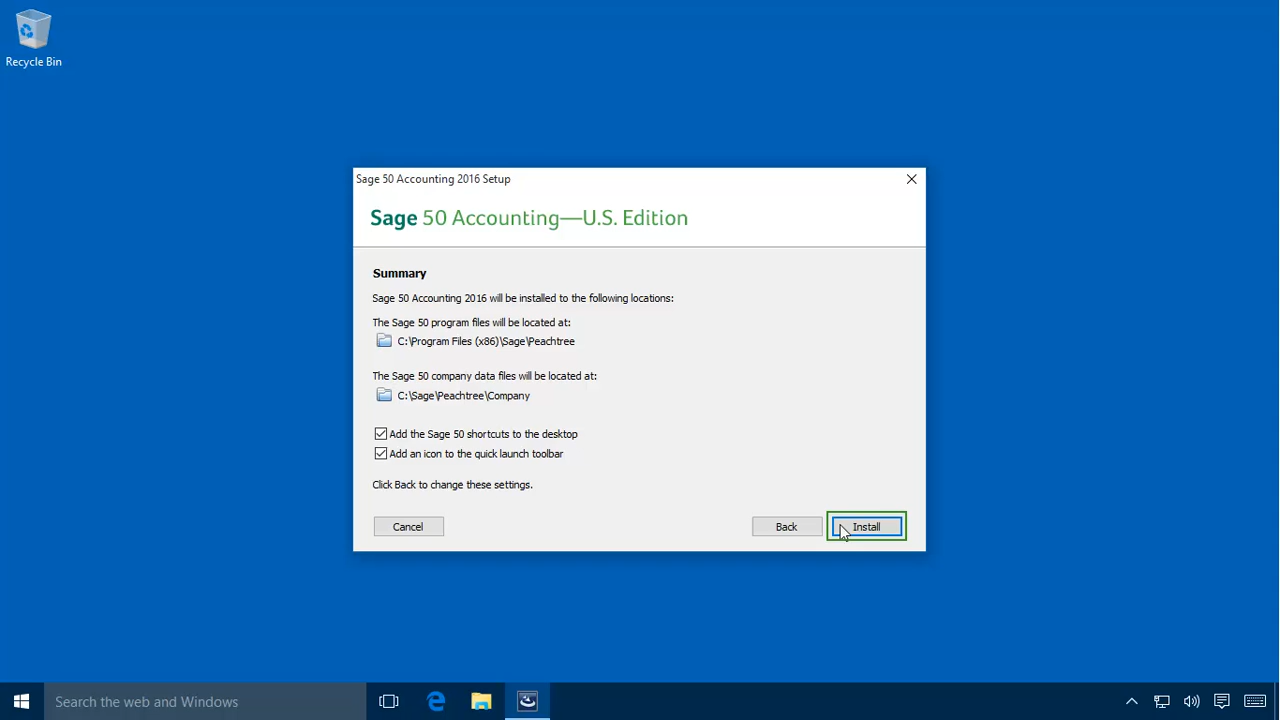 Recycle Bin
Sage 50 Accounting 2016 Setup
Sage 50 Accounting—U.S. Edition
Summary
Sage 50 Accounting 2016 will be installed to the following locations:
The Sage 50 program files will be located at:
C:\Program Files (x86)\Sage\Peachtree
The Sage 50 company data files will be located at:
C:\Sage\Peachtree\Company
Add the Sage 50 shortcuts to the desktop
Add an icon to the quick launch toolbar
Click Back to change these settings.
Cancel
Back
Install
Search the web and Windows